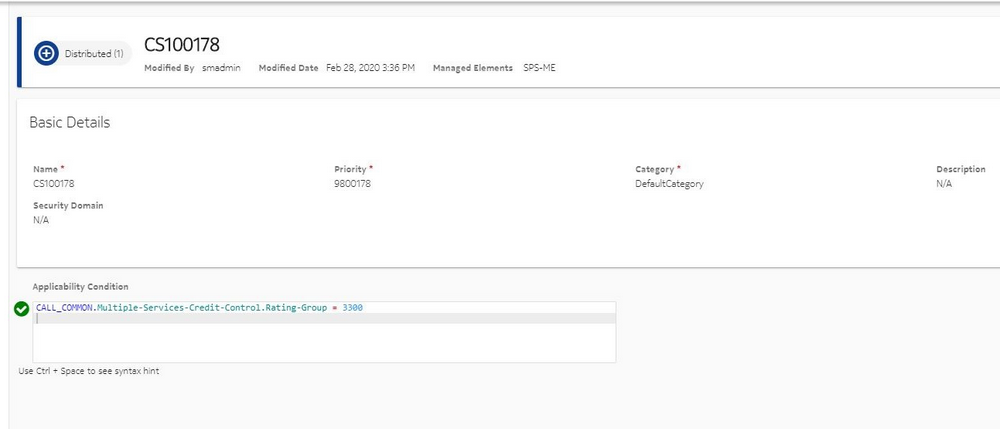 Distributed (1)
CS100178
Modified By smadmin Modified Date Feb 28, 2020 3:36 PM Managed Elements SPS-ME
Basic Details
Name * Priority * Category * Description
CS100178 9800178 DefaultCategory N/A
Security Domain
N/A
Applicability Condition
CALL_COMMON.Multiple-Services-Credit-Control.Rating-Group = 3300
Use Ctrl + Space to see syntax hint